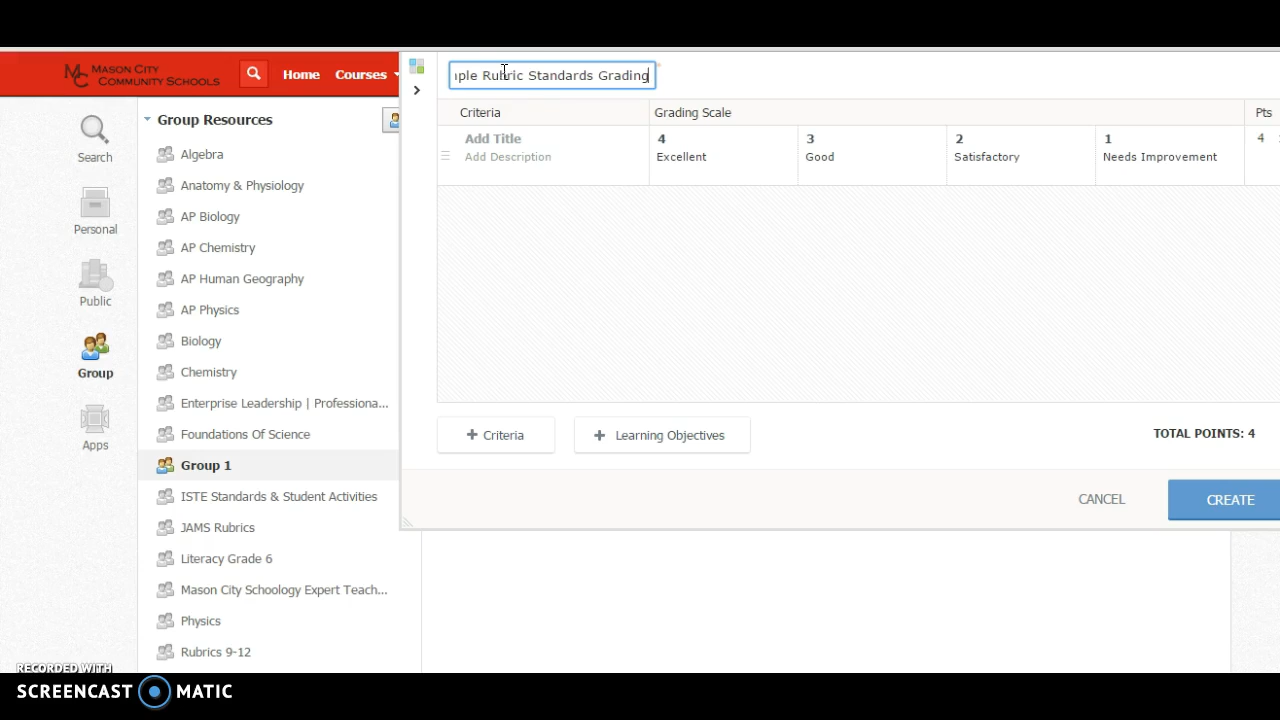 MC MASON CITY
COMMUNITY SCHOOLS
Home
Courses
Search
Personal
Public
Group
Apps
Group Resources
Algebra
Anatomy & Physiology
AP Biology
AP Chemistry
AP Human Geography
AP Physics
Biology
Chemistry
Enterprise Leadership | Professiona...
Foundations Of Science
Group 1
ISTE Standards & Student Activities
JAMS Rubrics
Literacy Grade 6
Mason City Schoology Expert Teach...
Physics
Rubrics 9-12
ple Rubric Standards Grading
Criteria
Grading Scale
Pts
Add Title
Add Description
4
Excellent
3
Good
2
Satisfactory
1
Needs Improvement
4
+ Criteria
+ Learning Objectives
TOTAL POINTS: 4
CANCEL
CREATE
RECORDED WITH
SCREENCAST MATIC